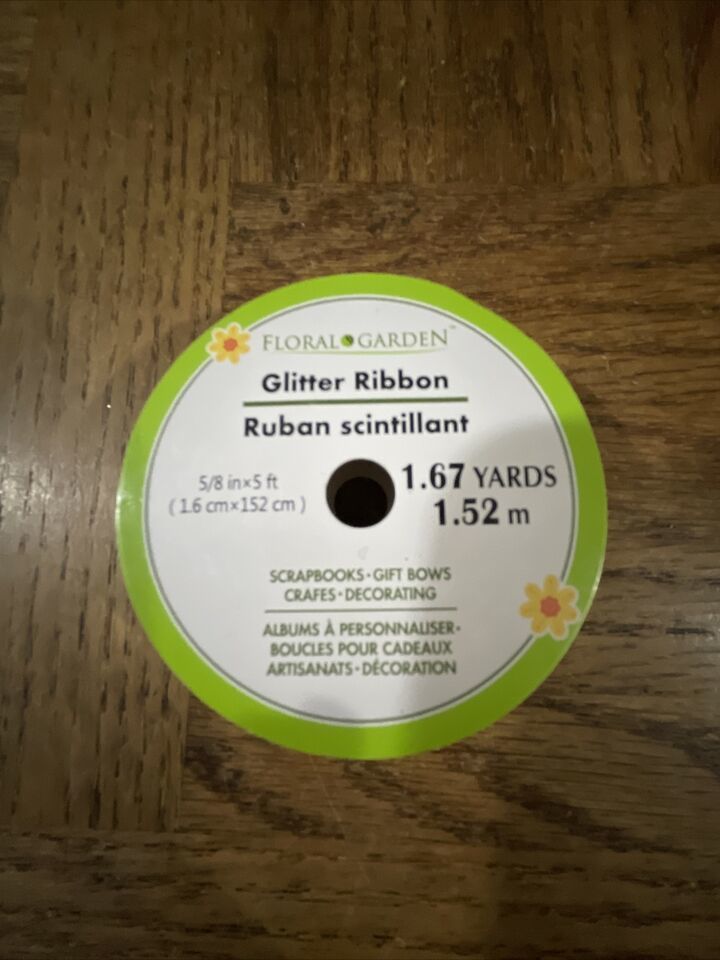 FLORAL GARDEN™
Glitter Ribbon
Ruban scintillant
5/8 in×5 ft
( 1.6 cm×152 cm )
1.67 YARDS
1.52 m
SCRAPBOOKS • GIFT BOWS
CRAFES • DECORATING
ALBUMS À PERSONNALISER •
BOUCLES POUR CADEAUX
ARTISANATS • DÉCORATION